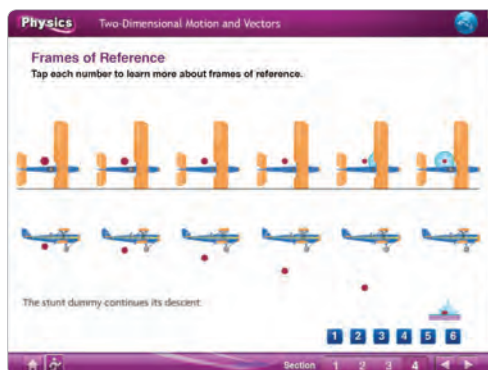 Physics Two-Dimensional Motion and Vectors
Frames of Reference
Tap each number to learn more about frames of reference.
The stunt dummy continues its descent.
1 2 3 4 5 6
Section 1 2 3 4